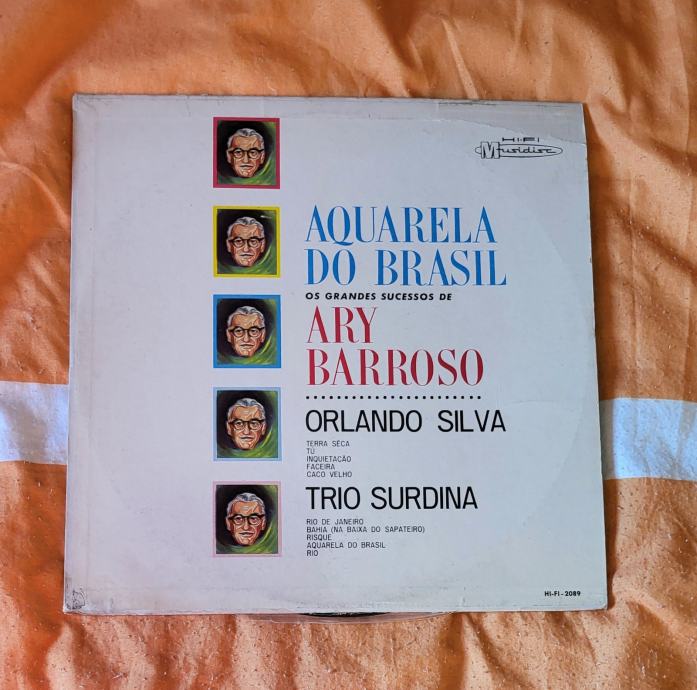 HI-FI
Musidisc
AQUARELA
DO BRASIL
OS GRANDES SUCESSOS DE
ARY
BARROSO
ORLANDO SILVA
TERRA SÊCA
TÚ
INQUIETAÇÃO
FACEIRA
CACO VELHO
TRIO SURDINA
RIO DE JANEIRO
BAHIA (NA BAIXA DO SAPATEIRO)
RISQUE
AQUARELA DO BRASIL
RIO
HI-FI-2089